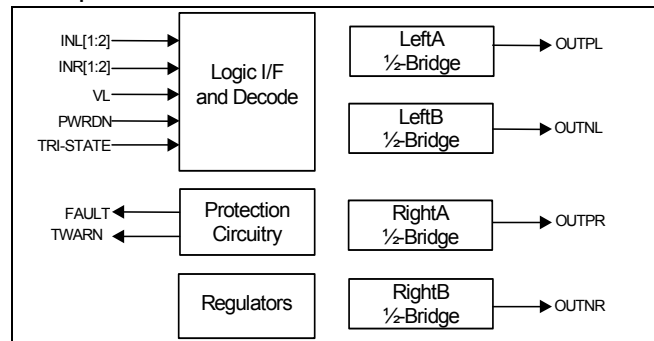 INL[1:2]
INR[1:2]
VL
PWRDN
TRI-STATE
Logic I/F
and Decode
LeftA
½-Bridge
OUTPL
LeftB
½-Bridge
OUTNL
FAULT
TWARN
Protection
Circuitry
RightA
½-Bridge
OUTPR
Regulators
RightB
½-Bridge
OUTNR